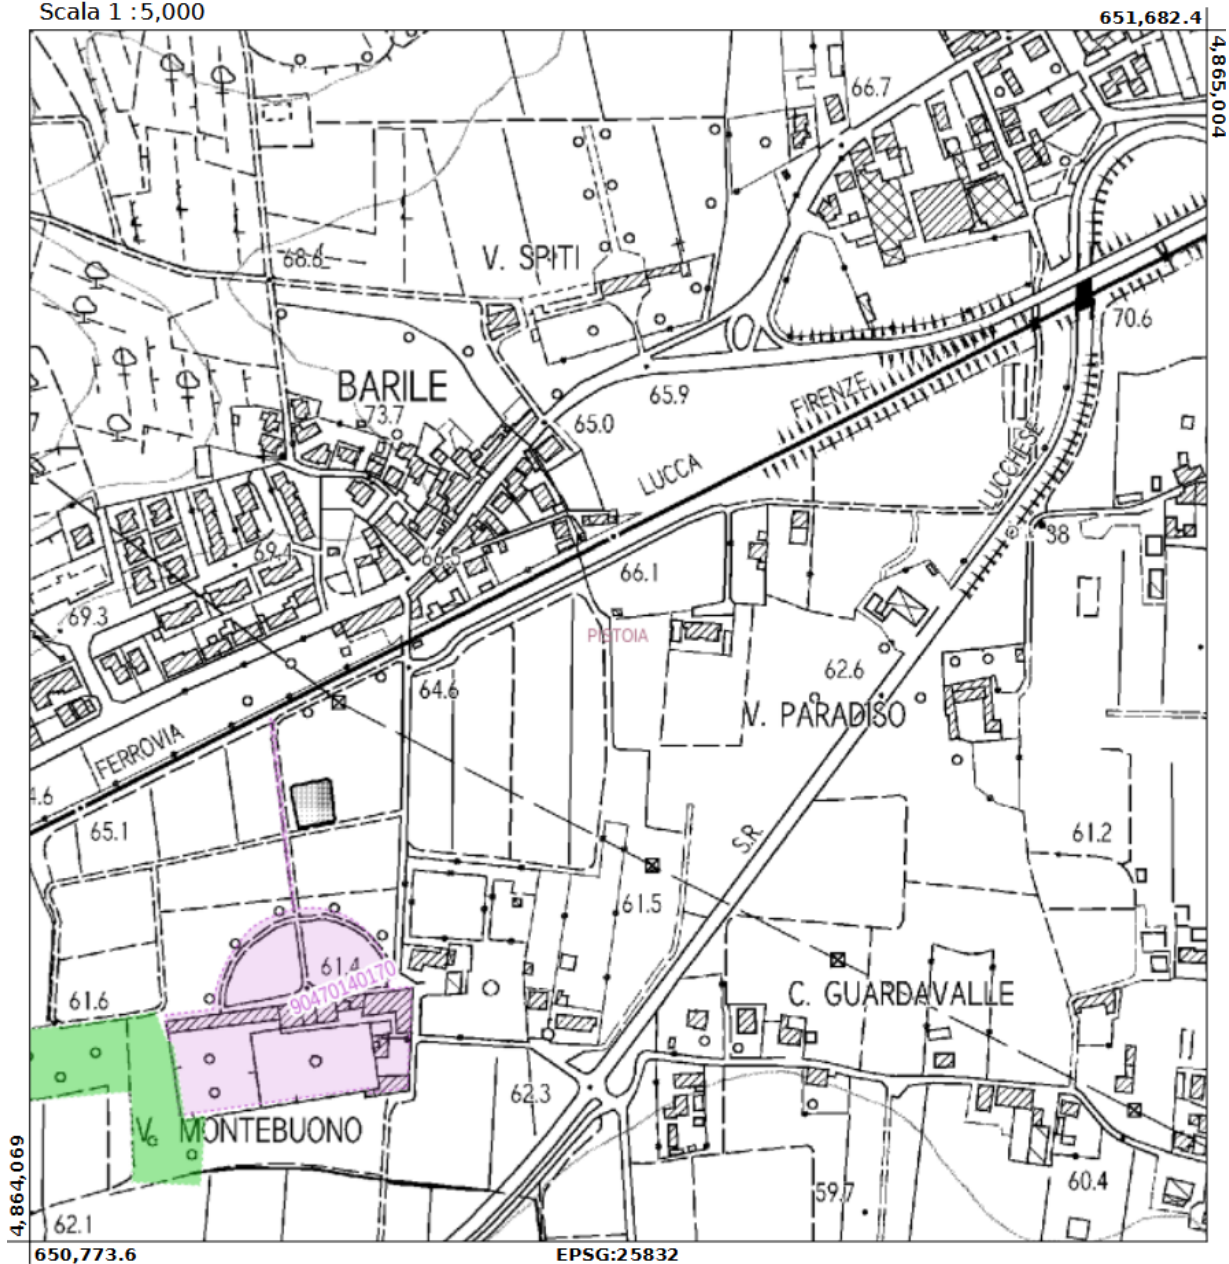 Scala 1 :5,000
651,682.4
4,865,004
66.7
68.6
V. SPITI
70.6
BARILE
73.7
65.9
FIRENZE
65.0
LUCCA
LUCCHESE
38
69.4
66.5
66.1
69.3
PISTOIA
62.6
64.6
V. PARADISO
FERROVIA
4.6
65.1
S.R.
61.2
61.5
61.4
90470140170
61.6
C. GUARDAVALLE
62.3
V. MONTEBUONO
60.4
59.7
62.1
4,864,069
650,773.6
EPSG:25832